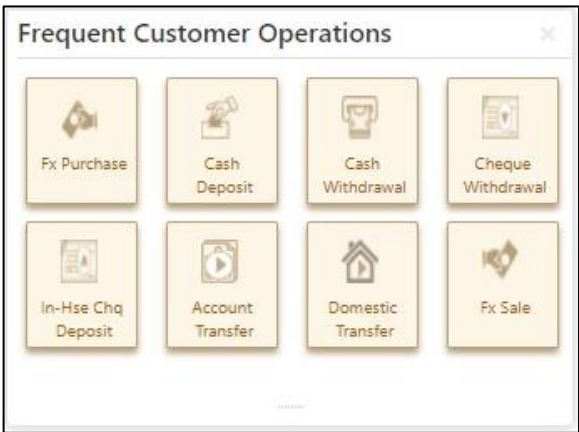 Frequent Customer Operations
Fx Purchase
Cash
Deposit
Cash
Withdrawal
Cheque
Withdrawal
In-Hse Chq
Deposit
Account
Transfer
Domestic
Transfer
Fx Sale